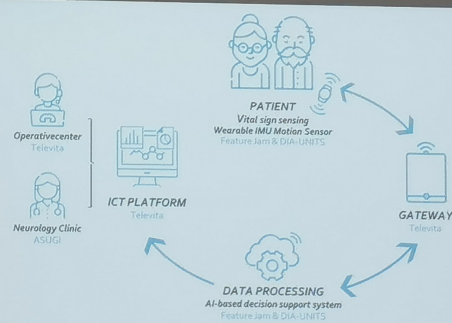 PATIENT
Vital sign sensing
Wearable IMU Motion Sensor
Feature Jam & DIA-UNITS
Operativecenter
Televita
ICT PLATFORM
Televita
Neurology Clinic
ASUGI
GATEWAY
Televita
DATA PROCESSING
AI-based decision support system
Feature Jam & DIA-UNITS